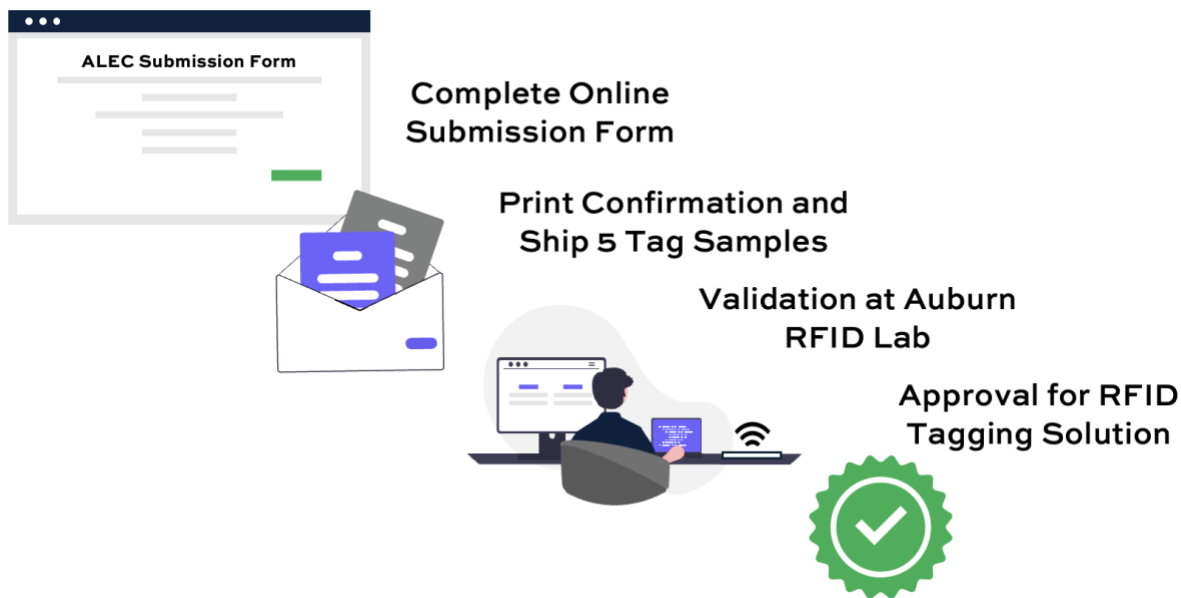 ALEC Submission Form
Complete Online
Submission Form
Print Confirmation and
Ship 5 Tag Samples
Validation at Auburn
RFID Lab
Approval for RFID
Tagging Solution